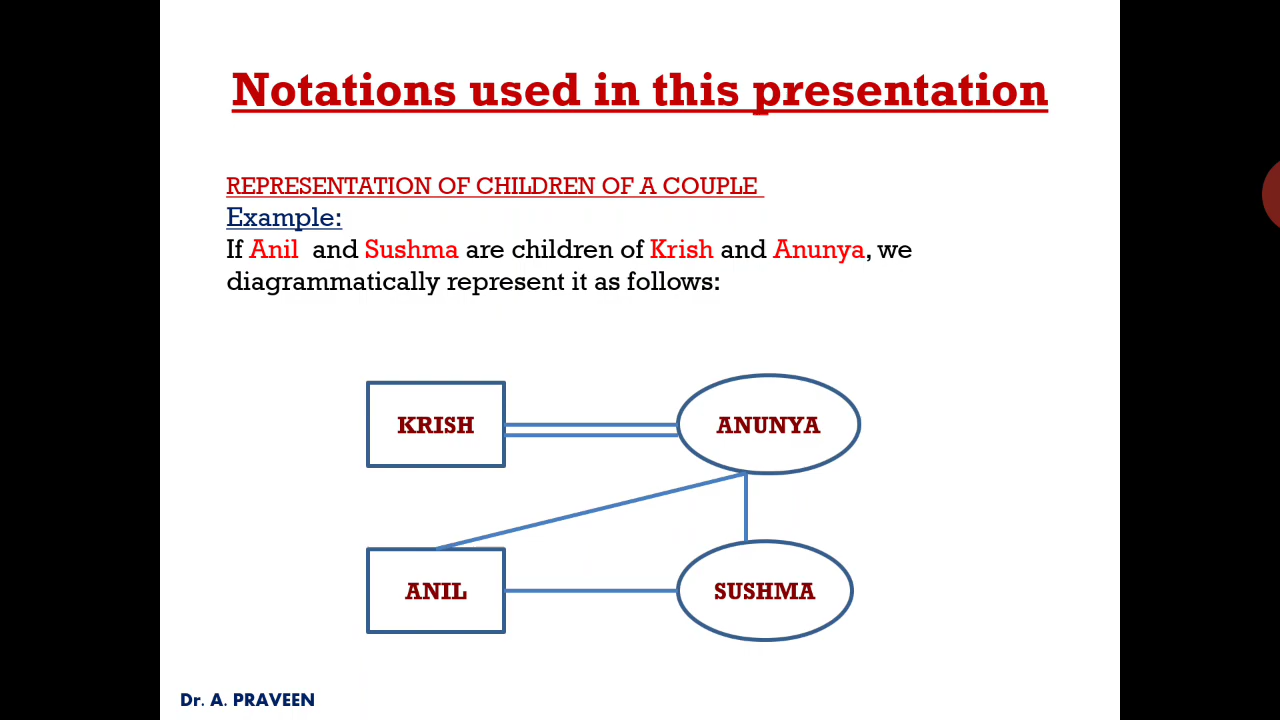 Notations used in this presentation
REPRESENTATION OF CHILDREN OF A COUPLE
Example:
If Anil and Sushma are children of Krish and Anunya, we
diagrammatically represent it as follows:
KRISH
ANUNYA
ANIL
SUSHMA
Dr. A. PRAVEEN